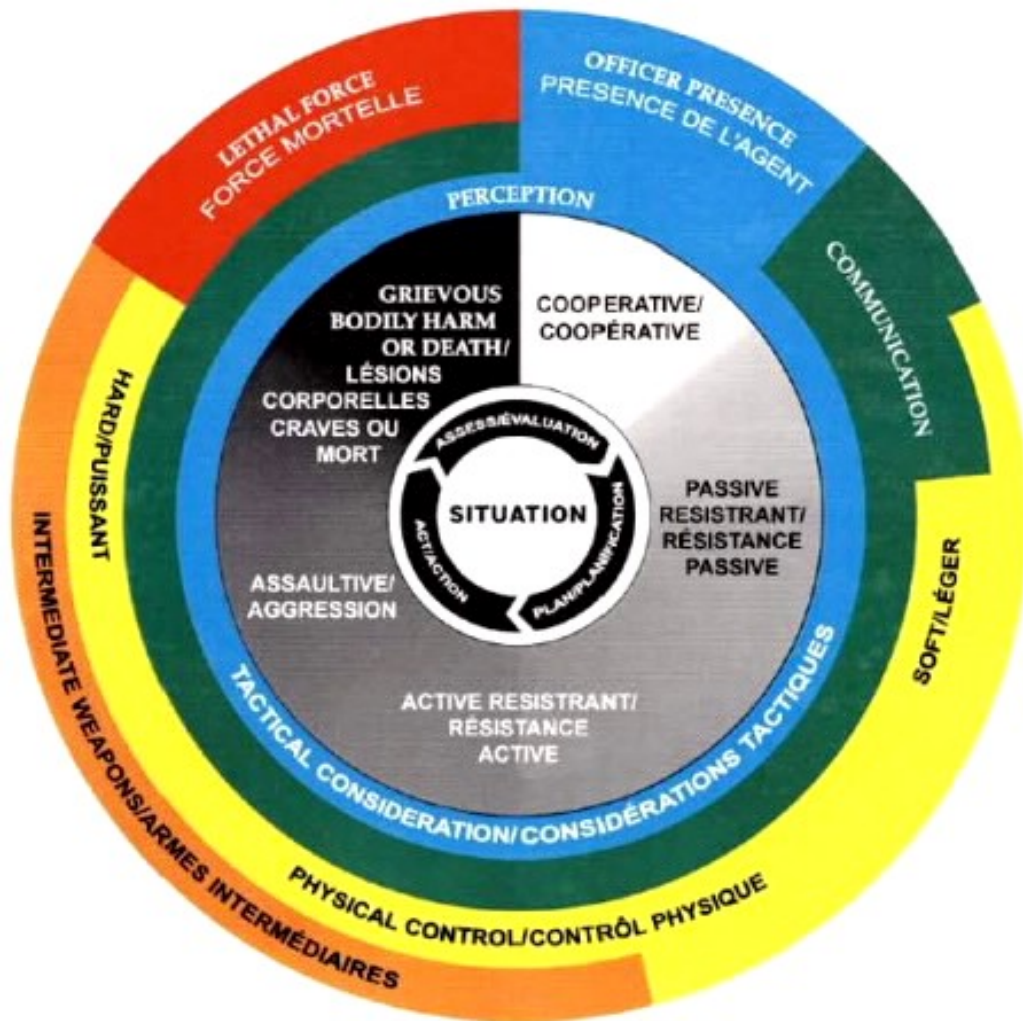 LETHAL FORCE
FORCE MORTELLE
OFFICER PRESENCE
PRESENCE DE L'AGENT
COMMUNICATION
PERCEPTION
GRIEVOUS
BODILY HARM
OR DEATH/
LÉSIONS
CORPORELLES
CRAVES OU
MORT
COOPERATIVE/
COOPÉRATIVE
ASSESS/ÉVALUATION
SITUATION
PLAN/PLANIFICATION
ACT/ACTION
PASSIVE
RESISTRANT/
RÉSISTANCE
PASSIVE
ASSAULTIVE/
AGGRESSION
ACTIVE RESISTRANT/
RÉSISTANCE
ACTIVE
TACTICAL CONSIDERATION/CONSIDÉRATIONS TACTIQUES
HARD/PUISSANT
SOFT/LÉGER
PHYSICAL CONTROL/CONTRÔL PHYSIQUE
INTERMEDIATE WEAPONS/ARMES INTERMÉDIAIRES